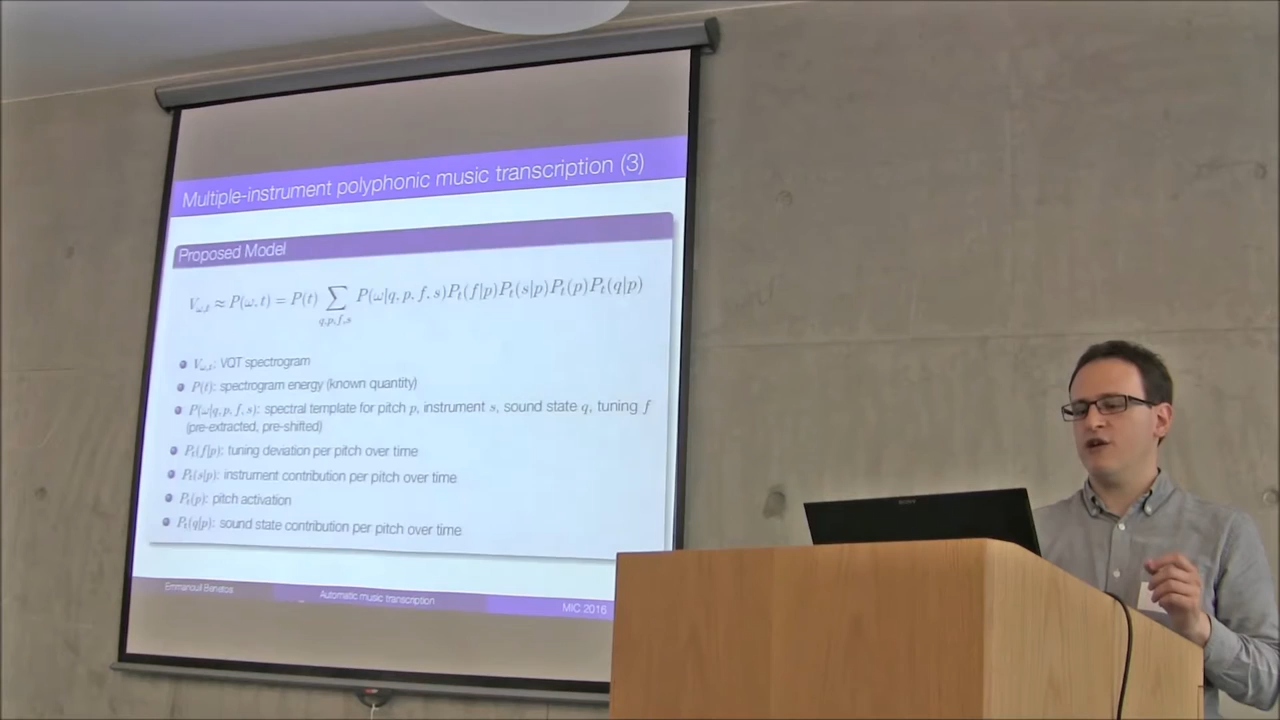 Multiple-instrument polyphonic music transcription (3)
Proposed Model
V_{ω,t} ≈ P(ω, t) = P(t) ∑_{q,p,f,s} P(ω|q, p, f, s)P_t(f|p)P_t(s|p)P_t(p)P_t(q|p)
V_{ω,t}: VQT spectrogram
P(t): spectrogram energy (known quantity)
P(ω|q, p, f, s): spectral template for pitch p, instrument s, sound state q, tuning f
(pre-extracted, pre-shifted)
P_t(f|p): tuning deviation per pitch over time
P_t(s|p): instrument contribution per pitch over time
P_t(p): pitch activation
P_t(q|p): sound state contribution per pitch over time
Emmanouil Benetos Automatic music transcription MIC 2016
SONY